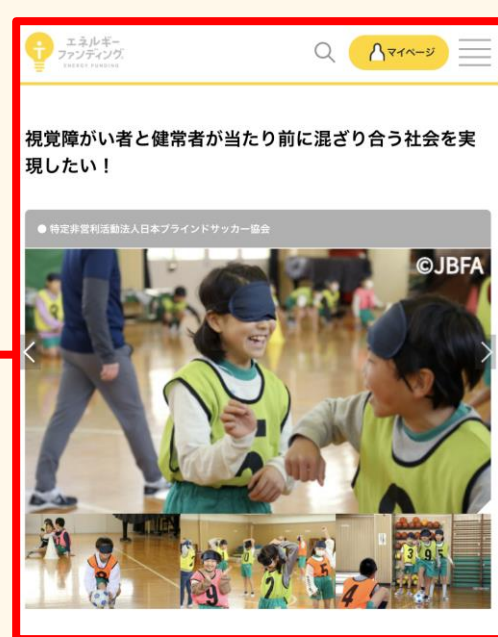 エネルギー
ファンディング
ENERGY FUNDING
マイページ
視覚障がい者と健常者が当たり前に混ざり合う社会を実
現したい!
● 特定非営利活動法人日本ブラインドサッカー協会
©JBFA